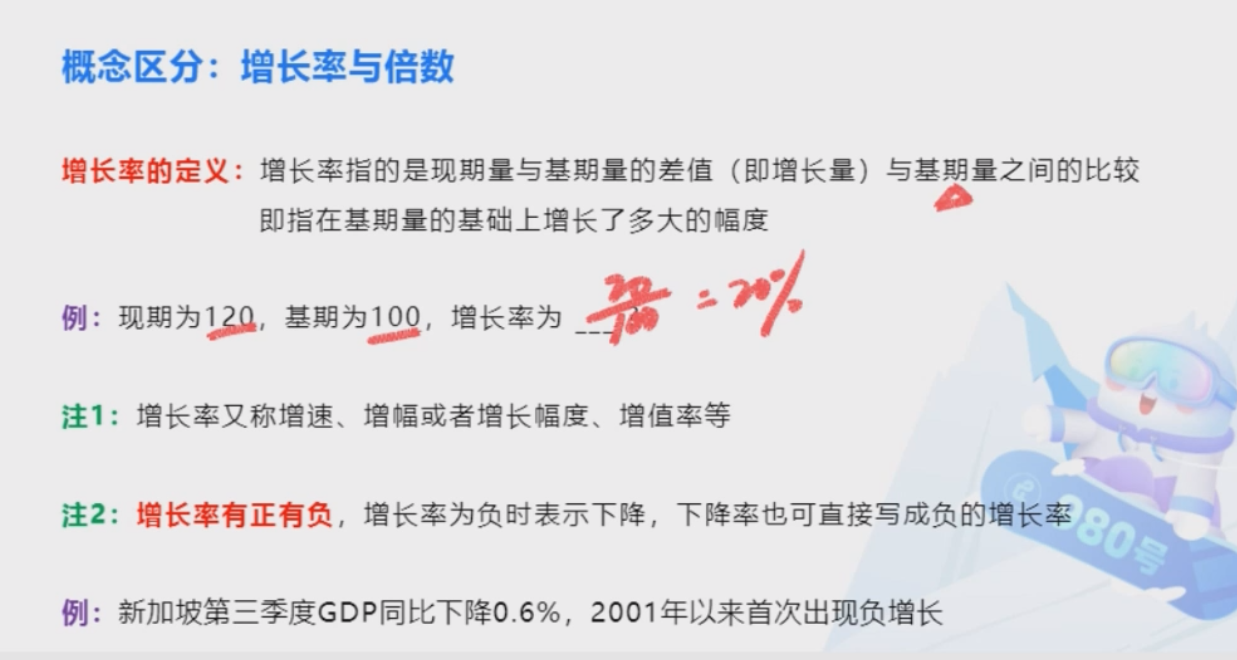 概念区分：增长率与倍数
增长率的定义：增长率指的是现期量与基期量的差值（即增长量）与基期量之间的比较
即指在基期量的基础上增长了多大的幅度
例：现期为120，基期为100，增长率为 ___
20/100 = 20%
注1：增长率又称增速、增幅或者增长幅度、增值率等
注2：增长率有正有负，增长率为负时表示下降，下降率也可直接写成负的增长率
980号
例：新加坡第三季度GDP同比下降0.6%，2001年以来首次出现负增长